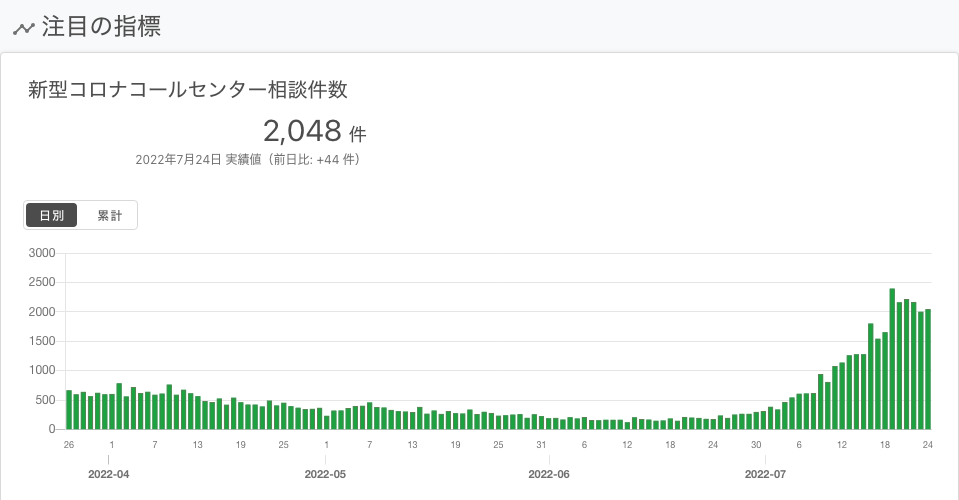 注目の指標
新型コロナコールセンター相談件数
2,048 件
2022年7月24日 実績値（前日比: +44 件）
日別 累計
3000
2500
2000
1500
1000
500
0
26 1 7 13 19 25 1 7 13 19 25 31 6 12 18 24 30 6 12 18 24
2022-04 2022-05 2022-06 2022-07